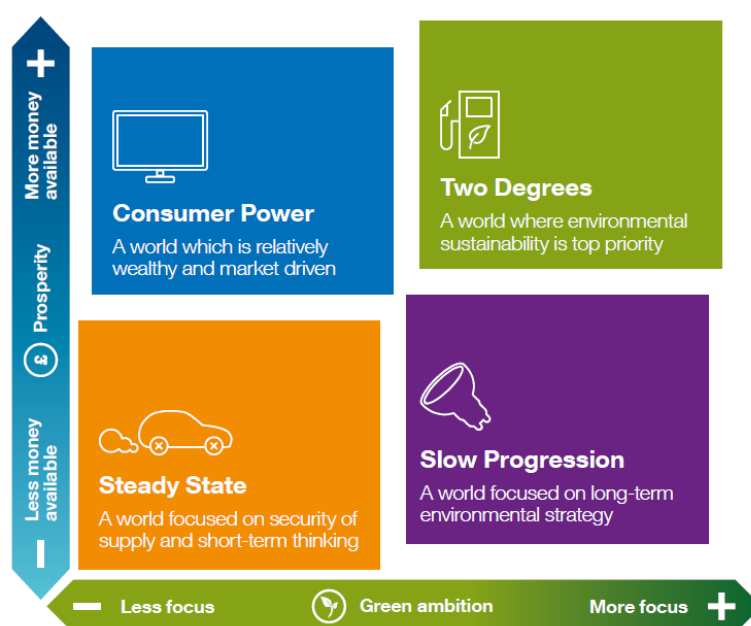 More money
available
Prosperity
£
Less money
available
Consumer Power
A world which is relatively
wealthy and market driven
Two Degrees
A world where environmental
sustainability is top priority
Steady State
A world focused on security of
supply and short-term thinking
Slow Progression
A world focused on long-term
environmental strategy
Less focus
Green ambition
More focus